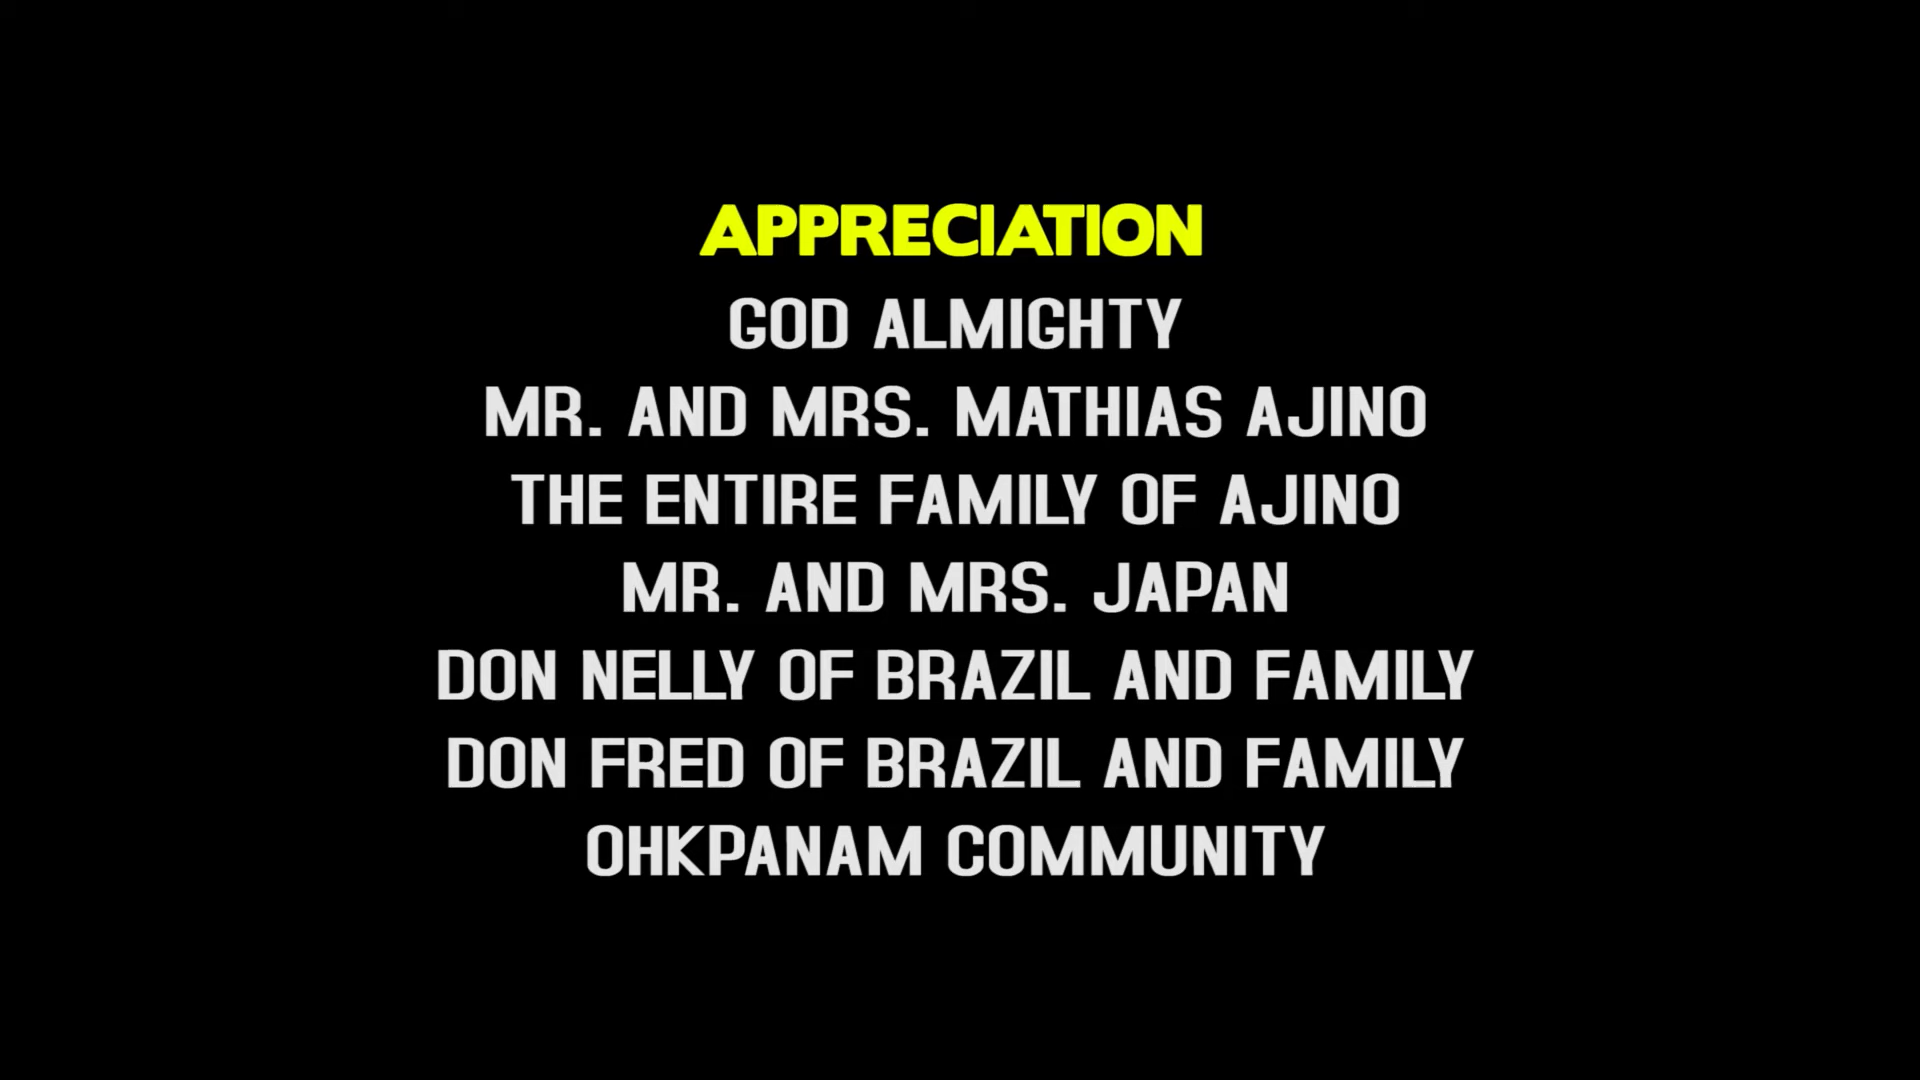 APPRECIATION
GOD ALMIGHTY
MR. AND MRS. MATHIAS AJINO
THE ENTIRE FAMILY OF AJINO
MR. AND MRS. JAPAN
DON NELLY OF BRAZIL AND FAMILY
DON FRED OF BRAZIL AND FAMILY
OHKPANAM COMMUNITY